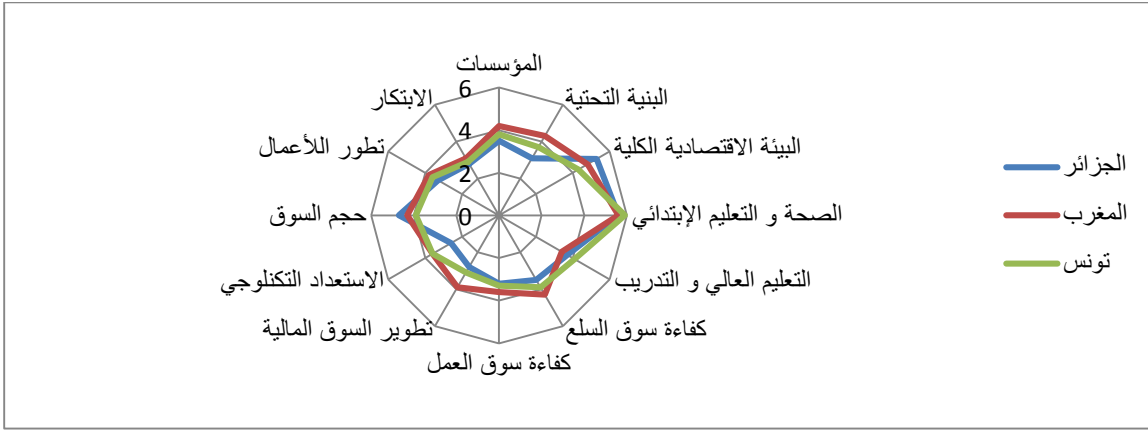 المؤسسات
البنية التحتية
البيئة الاقتصادية الكلية
الصحة و التعليم الإبتدائي
التعليم العالي و التدريب
كفاءة سوق السلع
كفاءة سوق العمل
تطوير السوق المالية
الاستعداد التكنلوجي
حجم السوق
تطور اللأعمال
الابتكار
6
4
2
0
الجزائر
المغرب
تونس